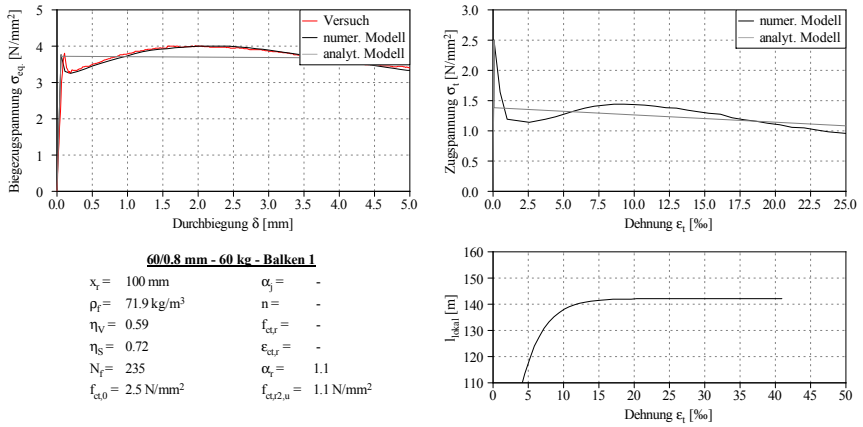 Biegezugspannung σeq. [N/mm²]
5
4
3
2
1
0
0.0 0.5 1.0 1.5 2.0 2.5 3.0 3.5 4.0 4.5 5.0
Durchbiegung δ [mm]
Versuch
numer. Modell
analyt. Modell
Zugspannung σt [N/mm²]
3.0
2.5
2.0
1.5
1.0
0.5
0.0
0.0 2.5 5.0 7.5 10.0 12.5 15.0 17.5 20.0 22.5 25.0
Dehnung εt [‰]
numer. Modell
analyt. Modell
60/0.8 mm - 60 kg - Balken 1
xr = 100 mm αj = -
ρf = 71.9 kg/m³ n = -
ηV = 0.59 fct,r = -
ηS = 0.72 εct,r = -
Nf = 235 αr = 1.1
fct,0 = 2.5 N/mm² fct,r2,u = 1.1 N/mm²
llokal [m]
160
150
140
130
120
110
0 5 10 15 20 25 30 35 40 45 50
Dehnung εt [‰]